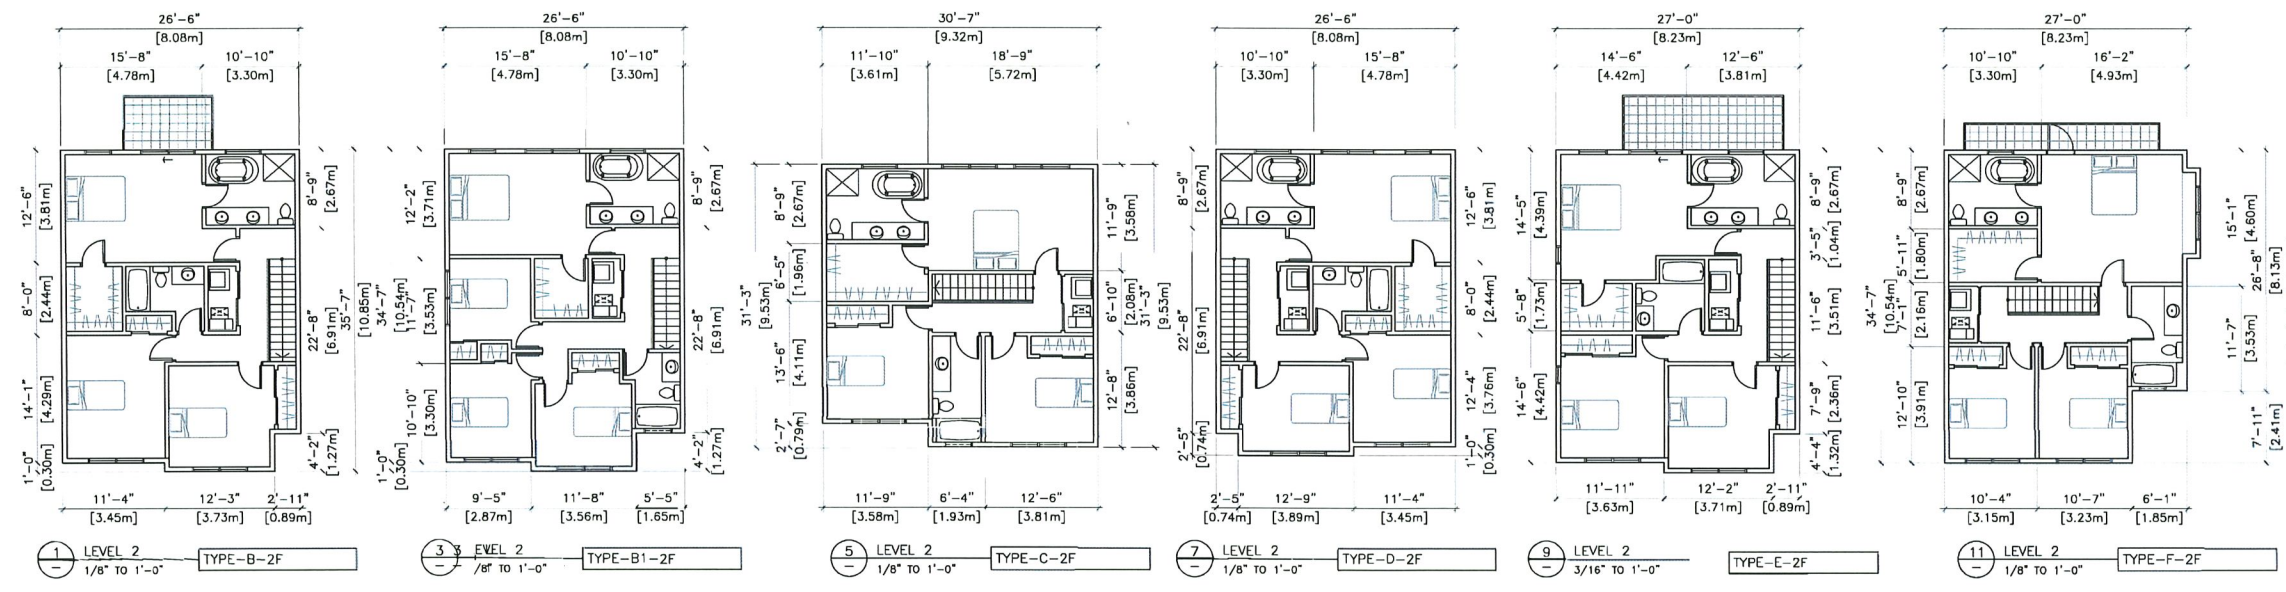 26'-6"
[8.08m]
15'-8" 10'-10"
[4.78m] [3.30m]
12'-6"
[3.81m]
8'-0"
[2.44m]
14'-1"
[4.29m]
1'-0"
[0.30m]
8'-9"
[2.67m]
22'-8"
[6.91m]
4'-2"
[1.27m]
35'-7"
[10.85m]
11'-4" 12'-3" 2'-11"
[3.45m] [3.73m] [0.89m]
1
–
LEVEL 2
1/8" TO 1'-0"
TYPE-B-2F
26'-6"
[8.08m]
15'-8" 10'-10"
[4.78m] [3.30m]
34'-7"
[10.54m]
12'-2"
[3.71m]
11'-7"
[3.53m]
10'-10"
[3.30m]
1'-0"
[0.30m]
8'-9"
[2.67m]
22'-8"
[6.91m]
4'-2"
[1.27m]
9'-5" 11'-8" 5'-5"
[2.87m] [3.56m] [1.65m]
3
–
3 EVEL 2
/8" TO 1'-0"
TYPE-B1-2F
30'-7"
[9.32m]
11'-10" 18'-9"
[3.61m] [5.72m]
31'-3"
[9.53m]
8'-9"
[2.67m]
6'-5"
[1.96m]
13'-6"
[4.11m]
2'-7"
[0.79m]
11'-9"
[3.58m]
6'-10"
[2.08m]
12'-8"
[3.86m]
31'-3"
[9.53m]
11'-9" 6'-4" 12'-6"
[3.58m] [1.93m] [3.81m]
5
–
LEVEL 2
1/8" TO 1'-0"
TYPE-C-2F
26'-6"
[8.08m]
10'-10" 15'-8"
[3.30m] [4.78m]
8'-9"
[2.67m]
22'-8"
[6.91m]
2'-5"
[0.74m]
12'-6"
[3.81m]
8'-0"
[2.44m]
12'-4"
[3.76m]
1'-0"
[0.30m]
2'-5" 12'-9" 11'-4"
[0.74m] [3.89m] [3.45m]
7
–
LEVEL 2
1/8" TO 1'-0"
TYPE-D-2F
27'-0"
[8.23m]
14'-6" 12'-6"
[4.42m] [3.81m]
14'-5"
[4.39m]
5'-8"
[1.73m]
14'-6"
[4.42m]
8'-9"
[2.67m]
3'-5"
[1.04m]
11'-6"
[3.51m]
7'-9"
[2.36m]
4'-4"
[1.32m]
11'-11" 12'-2" 2'-11"
[3.63m] [3.71m] [0.89m]
9
–
LEVEL 2
3/16" TO 1'-0"
TYPE-E-2F
27'-0"
[8.23m]
10'-10" 16'-2"
[3.30m] [4.93m]
34'-7"
[10.54m]
8'-9"
[2.67m]
5'-11"
[1.80m]
7'-1"
[2.16m]
12'-10"
[3.91m]
15'-1"
[4.60m]
11'-7"
[3.53m]
26'-8"
[8.13m]
7'-11"
[2.41m]
10'-4" 10'-7" 6'-1"
[3.15m] [3.23m] [1.85m]
11
–
LEVEL 2
1/8" TO 1'-0"
TYPE-F-2F